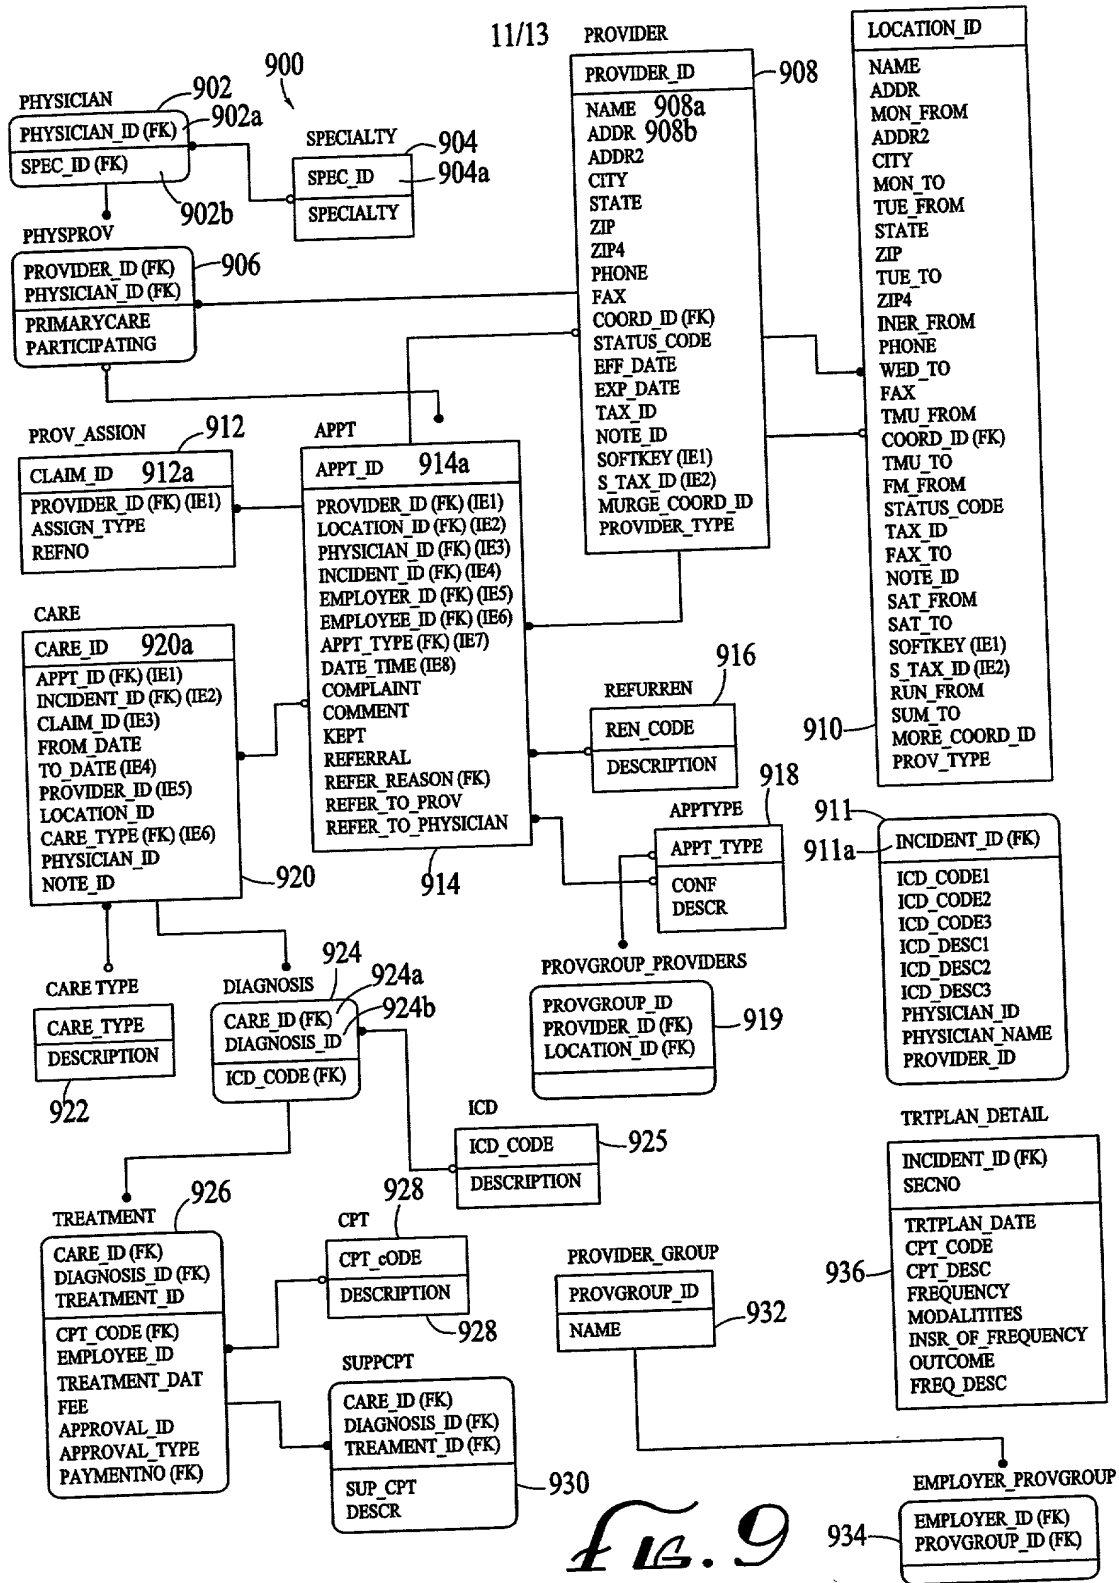 11/13
900
PHYSICIAN
902
PHYSICIAN_ID (FK)
902a
SPEC_ID (FK)
902b
SPECIALTY
904
SPEC_ID
904a
SPECIALTY
PHYSPROV
906
PROVIDER_ID (FK)
PHYSICIAN_ID (FK)
PRIMARYCARE
PARTICIPATING
PROVIDER
PROVIDER_ID
908
NAME 908a
ADDR 908b
ADDR2
CITY
STATE
ZIP
ZIP4
PHONE
FAX
COORD_ID (FK)
STATUS_CODE
EFF_DATE
EXP_DATE
TAX_ID
NOTE_ID
SOFTKEY (IE1)
S_TAX_ID (IE2)
MURGE_COORD_ID
PROVIDER_TYPE
LOCATION_ID
NAME
ADDR
MON_FROM
ADDR2
CITY
MON_TO
TUE_FROM
STATE
ZIP
TUE_TO
ZIP4
INER_FROM
PHONE
WED_TO
FAX
TMU_FROM
COORD_ID (FK)
TMU_TO
FM_FROM
STATUS_CODE
TAX_ID
FAX_TO
NOTE_ID
SAT_FROM
SAT_TO
SOFTKEY (IE1)
S_TAX_ID (IE2)
RUN_FROM
SUM_TO
910
MORE_COORD_ID
PROV_TYPE
PROV_ASSION
912
CLAIM_ID 912a
PROVIDER_ID (FK) (IE1)
ASSIGN_TYPE
REFNO
APPT
APPT_ID 914a
PROVIDER_ID (FK) (IE1)
LOCATION_ID (FK) (IE2)
PHYSICIAN_ID (FK) (IE3)
INCIDENT_ID (FK) (IE4)
EMPLOYER_ID (FK) (IE5)
EMPLOYEE_ID (FK) (IE6)
APPT_TYPE (FK) (IE7)
DATE_TIME (IE8)
COMPLAINT
COMMENT
KEPT
REFERRAL
REFER_REASON (FK)
REFER_TO_PROV
REFER_TO_PHYSICIAN
914
CARE
CARE_ID 920a
APPT_ID (FK) (IE1)
INCIDENT_ID (FK) (IE2)
CLAIM_ID (IE3)
FROM_DATE
TO_DATE (IE4)
PROVIDER_ID (IE5)
LOCATION_ID
CARE_TYPE (FK) (IE6)
PHYSICIAN_ID
NOTE_ID
920
REFURREN
916
REN_CODE
DESCRIPTION
APPTYPE
918
APPT_TYPE
CONF
DESCR
911
911a
INCIDENT_ID (FK)
ICD_CODE1
ICD_CODE2
ICD_CODE3
ICD_DESC1
ICD_DESC2
ICD_DESC3
PHYSICIAN_ID
PHYSICIAN_NAME
PROVIDER_ID
CARE TYPE
CARE_TYPE
DESCRIPTION
922
DIAGNOSIS
924
924a
924b
CARE_ID (FK)
DIAGNOSIS_ID
ICD_CODE (FK)
PROVGROUP_PROVIDERS
PROVGROUP_ID
PROVIDER_ID (FK)
LOCATION_ID (FK)
919
ICD
ICD_CODE
925
DESCRIPTION
TREATMENT
926
CARE_ID (FK)
DIAGNOSIS_ID (FK)
TREATMENT_ID
CPT_CODE (FK)
EMPLOYEE_ID
TREATMENT_DAT
FEE
APPROVAL_ID
APPROVAL_TYPE
PAYMENTNO (FK)
CPT
928
CPT_cODE
DESCRIPTION
928
SUPPCPT
CARE_ID (FK)
DIAGNOSIS_ID (FK)
TREAMENT_ID (FK)
SUP_CPT
DESCR
930
PROVIDER_GROUP
PROVGROUP_ID
NAME
932
TRTPLAN_DETAIL
INCIDENT_ID (FK)
SECNO
TRTPLAN_DATE
CPT_CODE
CPT_DESC
FREQUENCY
MODALITITES
INSR_OF_FREQUENCY
OUTCOME
FREQ_DESC
936
EMPLOYER_PROVGROUP
EMPLOYER_ID (FK)
PROVGROUP_ID (FK)
934
FIG. 9